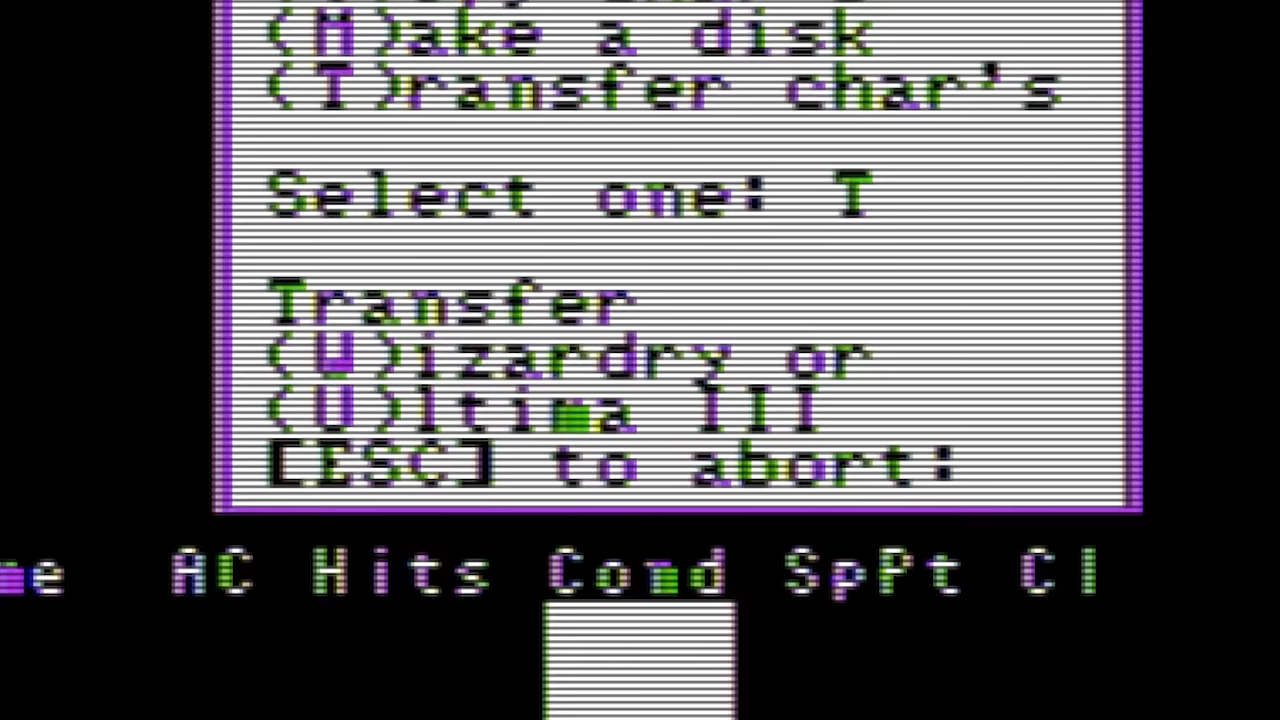 (M)ake a disk
(T)ransfer char's
Select one: T
Transfer
(W)izardry or
(U)ltima III
[ESC] to abort:
me AC Hits Cond SpPt Cl